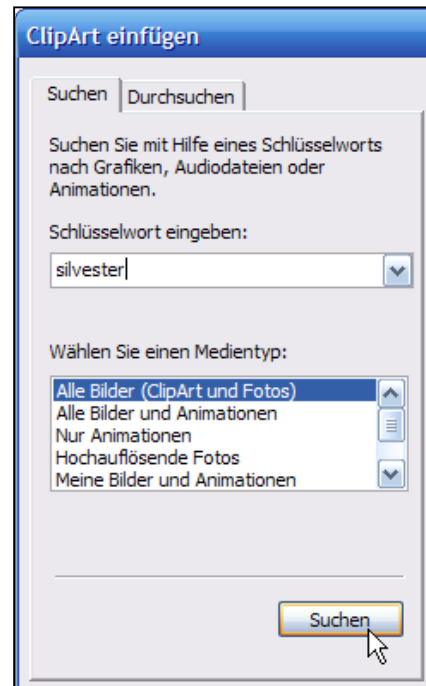 ClipArt einfügen
Suchen Durchsuchen
Suchen Sie mit Hilfe eines Schlüsselworts
nach Grafiken, Audiodateien oder
Animationen.
Schlüsselwort eingeben:
silvester
Wählen Sie einen Medientyp:
Alle Bilder (ClipArt und Fotos)
Alle Bilder und Animationen
Nur Animationen
Hochauflösende Fotos
Meine Bilder und Animationen
Suchen